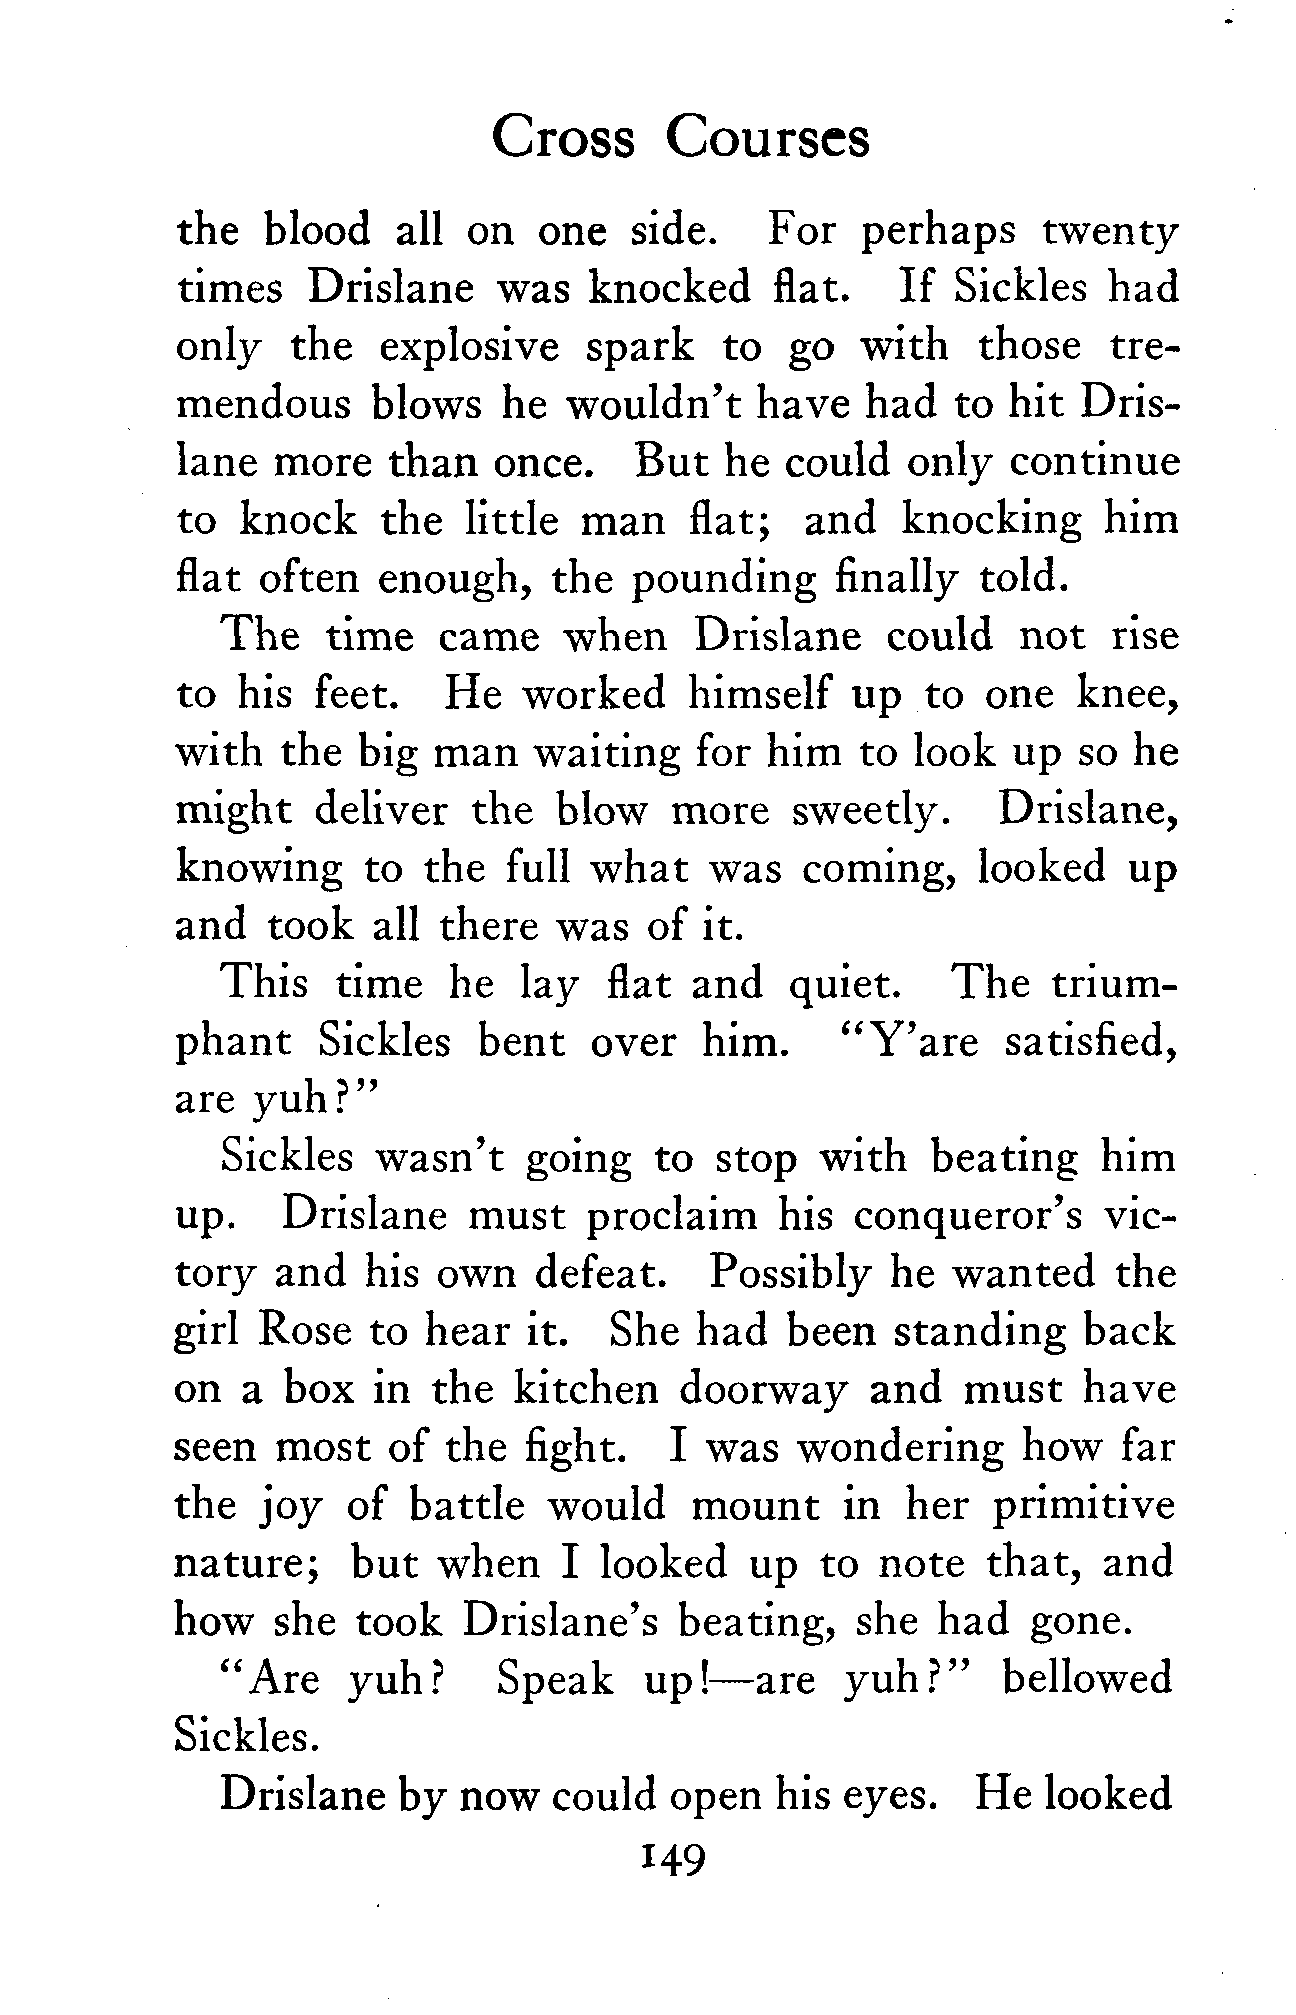 Cross Courses
the blood all on one side. For perhaps twenty
times Drislane was knocked flat. If Sickles had
only the explosive spark to go with those tre-
mendous blows he wouldn't have had to hit Dris-
lane more than once. But he could only continue
to knock the little man flat; and knocking him
flat often enough, the pounding finally told.
The time came when Drislane could not rise
to his feet. He worked himself up to one knee,
with the big man waiting for him to look up so he
might deliver the blow more sweetly. Drislane,
knowing to the full what was coming, looked up
and took all there was of it.
This time he lay flat and quiet. The trium-
phant Sickles bent over him. "Y'are satisfied,
are yuh?"
Sickles wasn't going to stop with beating him
up. Drislane must proclaim his conqueror's vic-
tory and his own defeat. Possibly he wanted the
girl Rose to hear it. She had been standing back
on a box in the kitchen doorway and must have
seen most of the fight. I was wondering how far
the joy of battle would mount in her primitive
nature; but when I looked up to note that, and
how she took Drislane's beating, she had gone.
"Are yuh? Speak up!—are yuh?" bellowed
Sickles.
Drislane by now could open his eyes. He looked
149